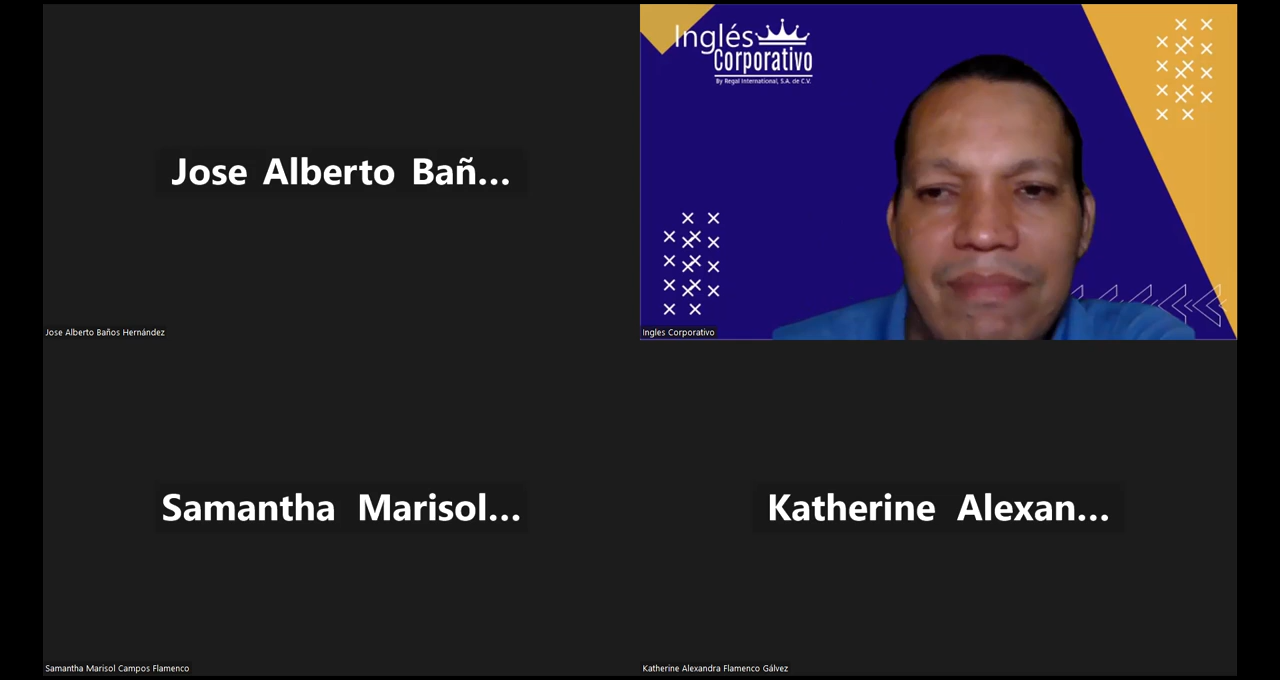 Jose Alberto Bañ...
Jose Alberto Baños Hernández
Inglés
Corporativo
By Regal International, S.A. de C.V.
Ingles Corporativo
Samantha Marisol...
Samantha Marisol Campos Flamenco
Katherine Alexan...
Katherine Alexandra Flamenco Gálvez